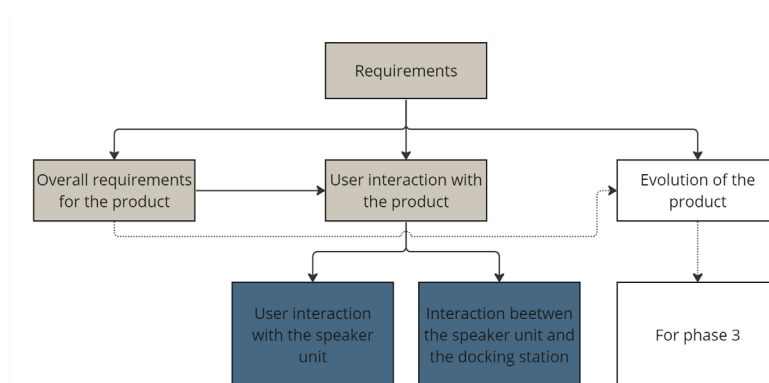 Requirements
Overall requirements
for the product
User interaction with
the product
Evolution of the
product
User interaction
with the speaker
unit
Interaction beetwen
the speaker unit and
the docking station
For phase 3